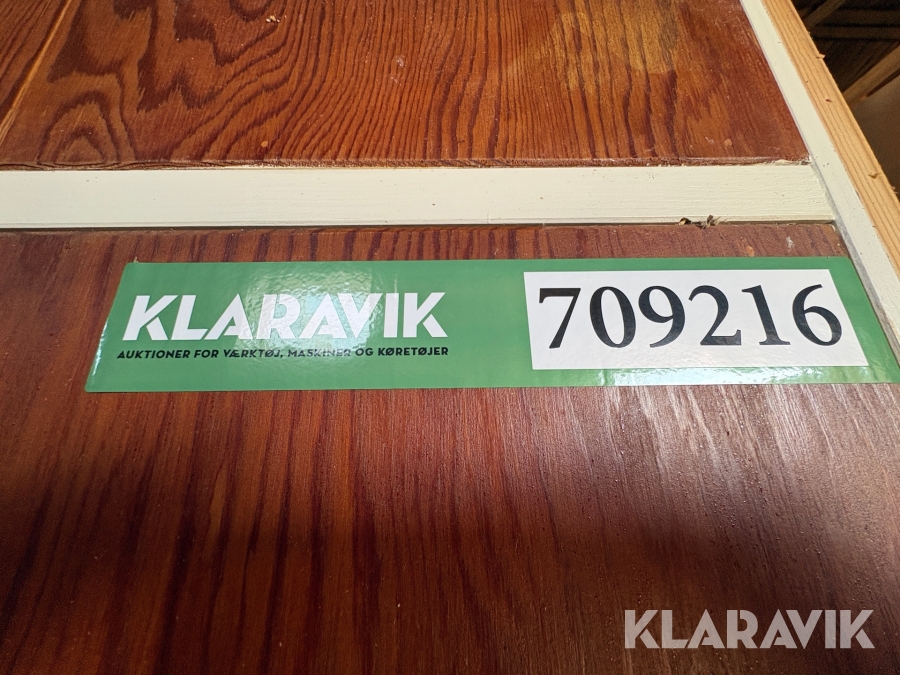 KLARAVIK
AUKTIONER FOR VÆRKTØJ, MASKINER OG KØRETØJER
709216
KLARAVIK